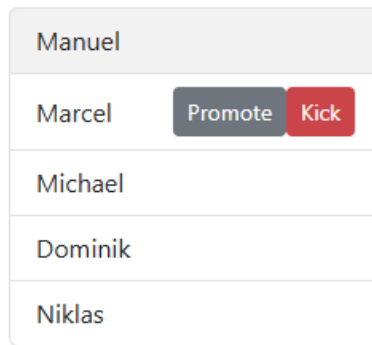 Manuel
Marcel Promote Kick
Michael
Dominik
Niklas